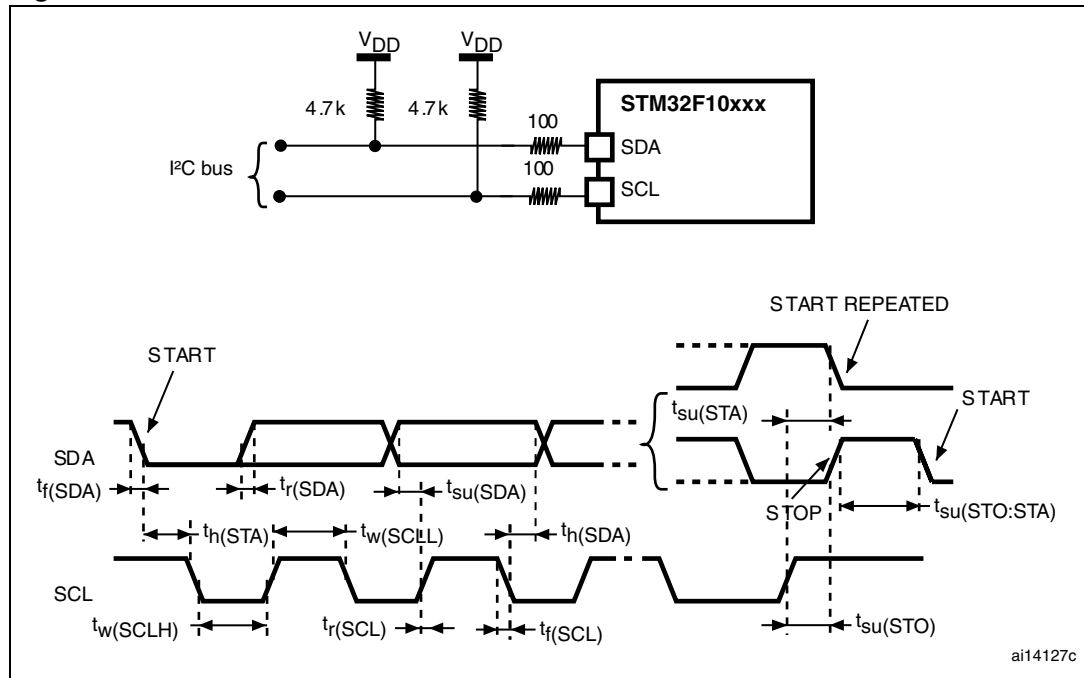 VDD VDD
4.7k 4.7k
STM32F10xxx
100
SDA
100
SCL
I²C bus
START REPEATED
START
tsu(STA)
START
SDA
tf(SDA) tr(SDA) tsu(SDA)
STOP
tsu(STO:STA)
th(STA) tw(SCLL) th(SDA)
SCL
tw(SCLH) tr(SCL) tf(SCL) tsu(STO)
ai14127c